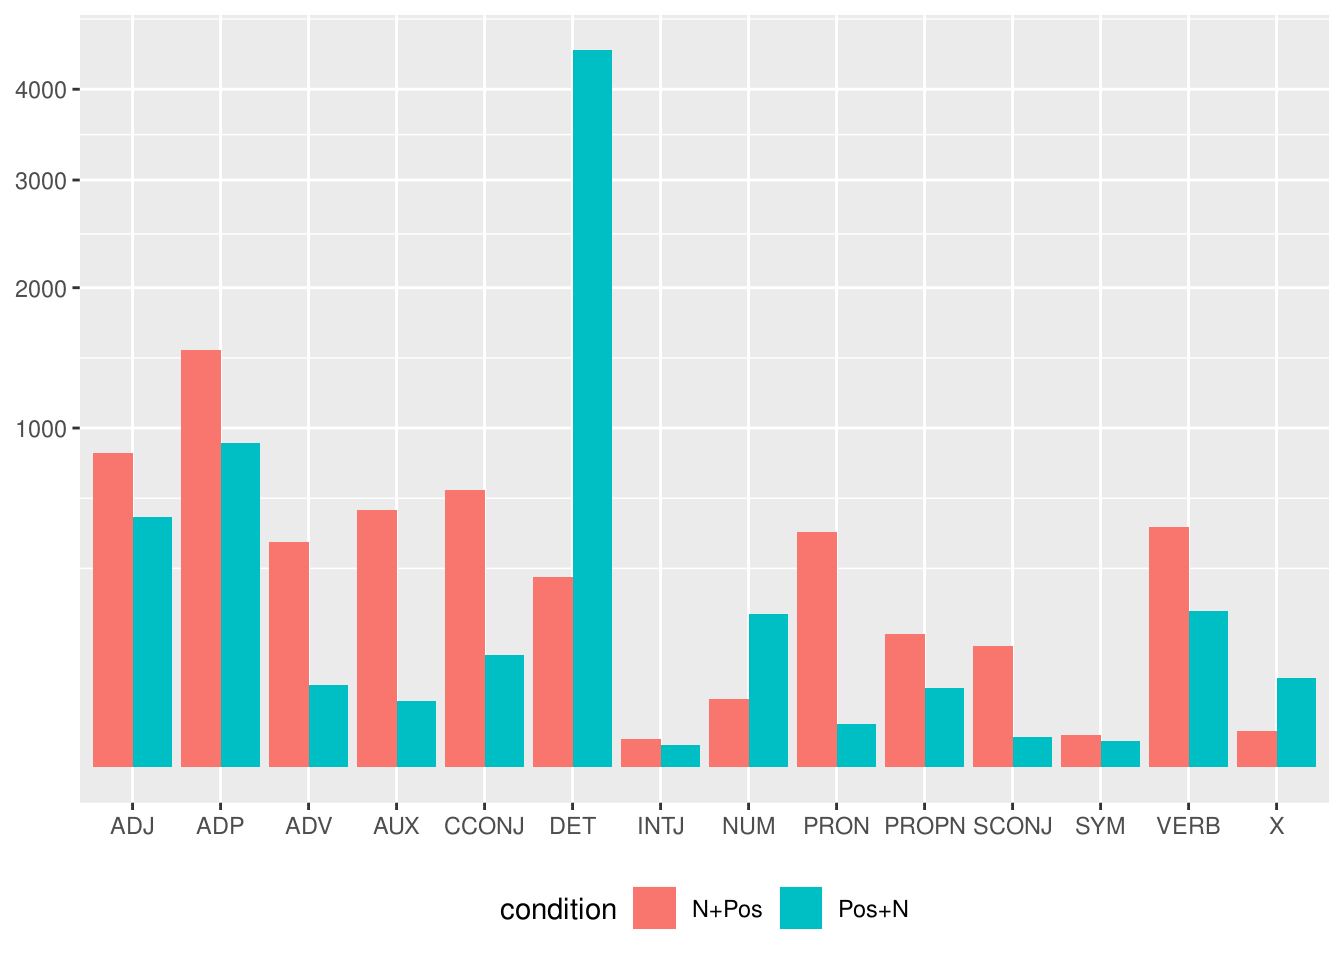 4000
3000
2000
1000
ADJ ADP ADV AUX CCONJ DET INTJ NUM PRON PROPN SCONJ SYM VERB X
condition N+Pos Pos+N